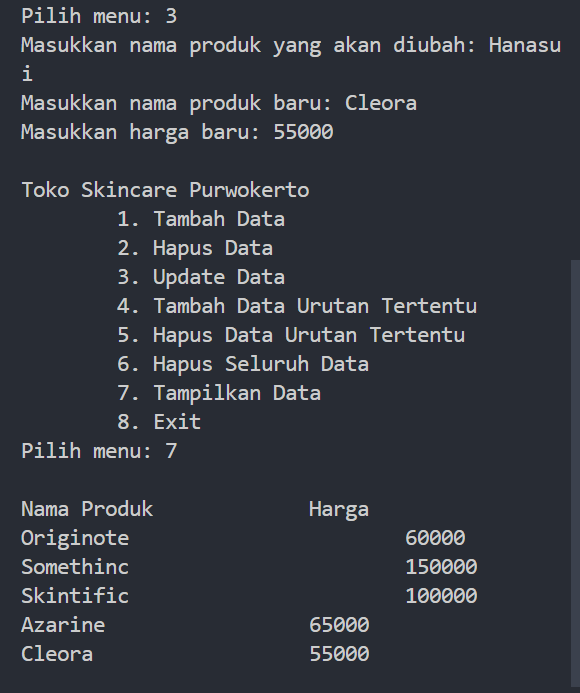 Pilih menu: 3
Masukkan nama produk yang akan diubah: Hanasu
i
Masukkan nama produk baru: Cleora
Masukkan harga baru: 55000
Toko Skincare Purwokerto
1. Tambah Data
2. Hapus Data
3. Update Data
4. Tambah Data Urutan Tertentu
5. Hapus Data Urutan Tertentu
6. Hapus Seluruh Data
7. Tampilkan Data
8. Exit
Pilih menu: 7
Nama Produk Harga
Originote 60000
Somethinc 150000
Skintific 100000
Azarine 65000
Cleora 55000